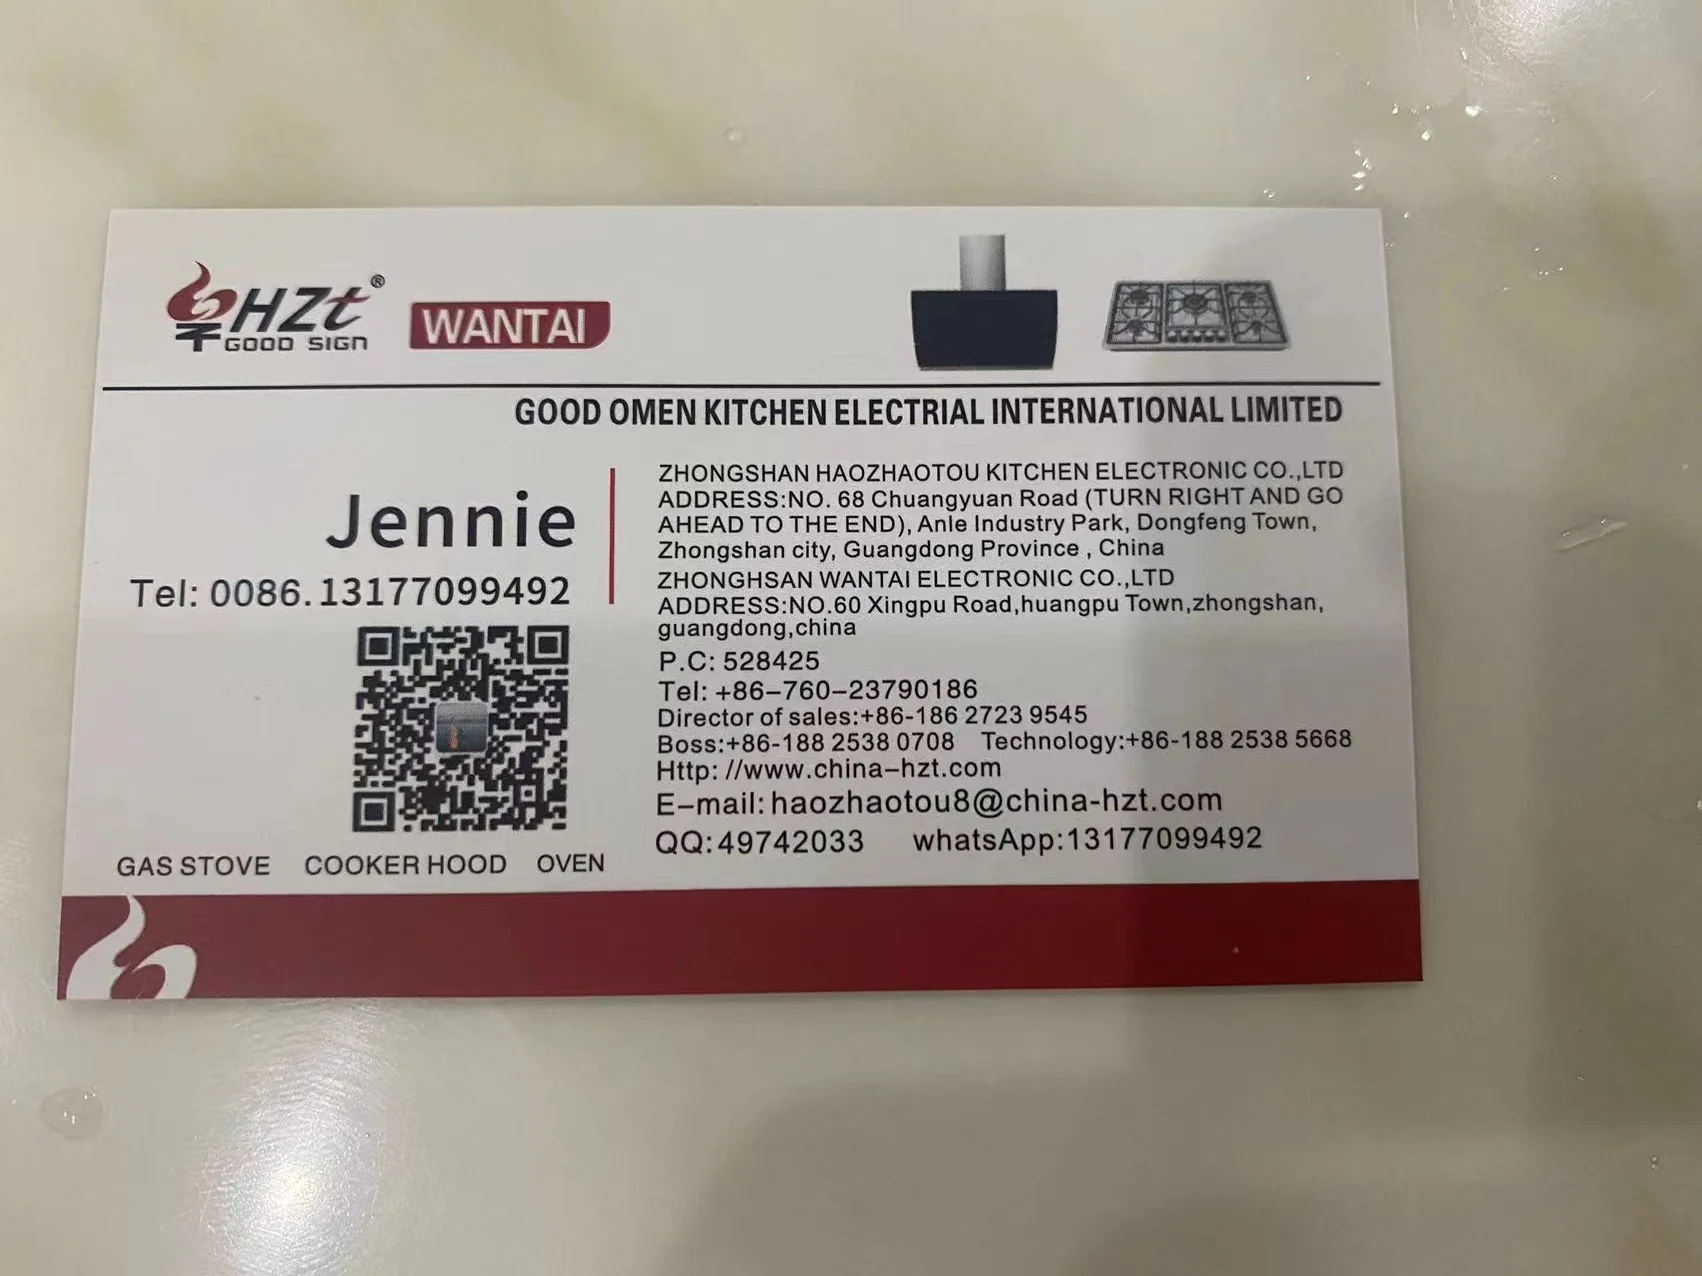 HZt®
GOOD SIGN
WANTAI
GOOD OMEN KITCHEN ELECTRIAL INTERNATIONAL LIMITED
Jennie
Tel: 0086.13177099492
GAS STOVE COOKER HOOD OVEN
ZHONGSHAN HAOZHAOTOU KITCHEN ELECTRONIC CO.,LTD
ADDRESS:NO. 68 Chuangyuan Road (TURN RIGHT AND GO
AHEAD TO THE END), Anle Industry Park, Dongfeng Town,
Zhongshan city, Guangdong Province , China
ZHONGHSAN WANTAI ELECTRONIC CO.,LTD
ADDRESS:NO.60 Xingpu Road,huangpu Town,zhongshan,
guangdong,china
P.C: 528425
Tel: +86-760-23790186
Director of sales:+86-186 2723 9545
Boss:+86-188 2538 0708 Technology:+86-188 2538 5668
Http: //www.china-hzt.com
E-mail: haozhaotou8@china-hzt.com
QQ:49742033 whatsApp:13177099492